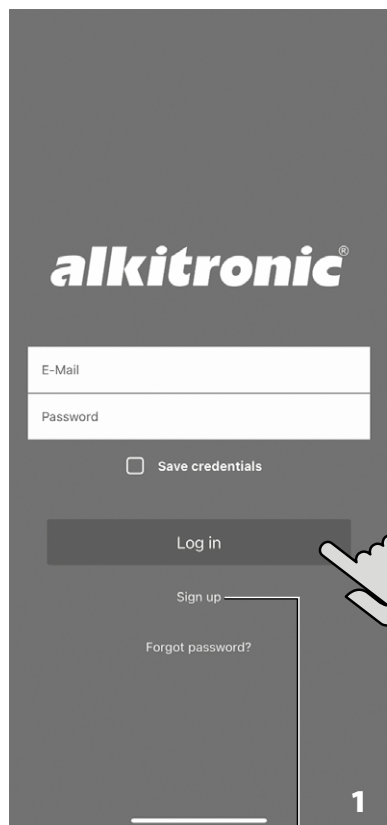 alkitronic®
E-Mail
Password
Save credentials
Log in
Sign up
Forgot password?
1